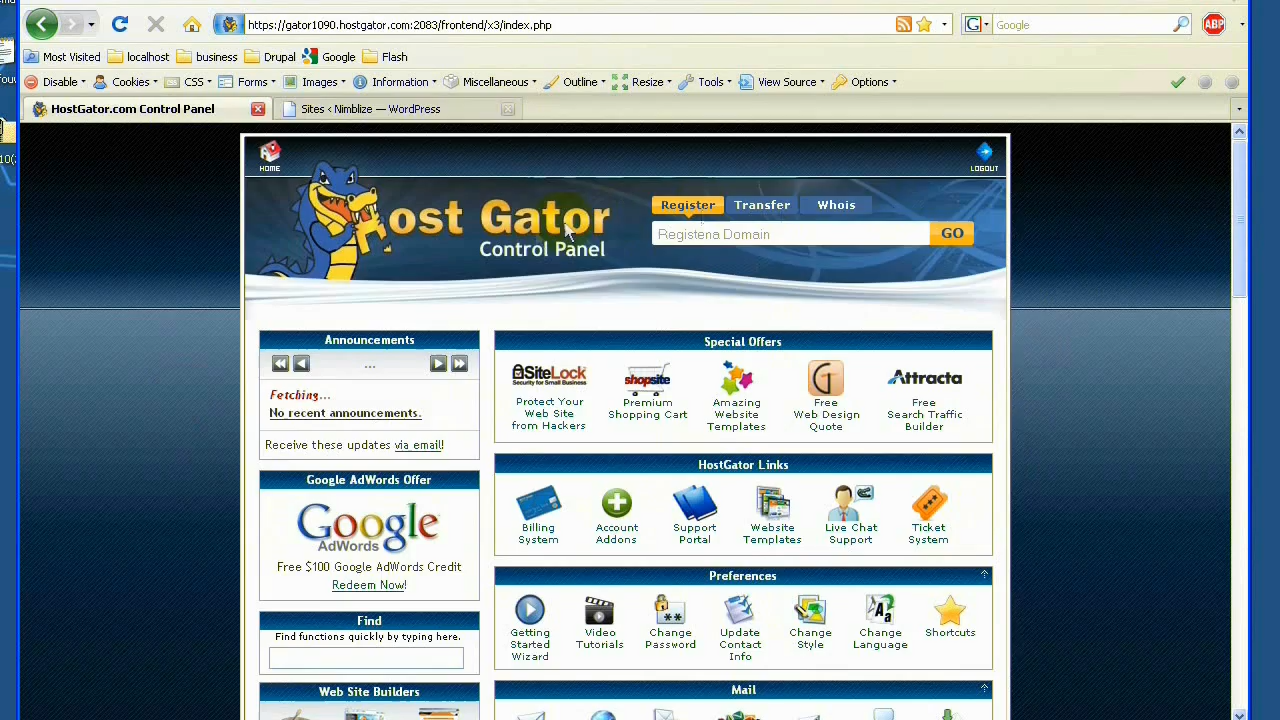 https://gator1090.hostgator.com:2083/frontend/x3/index.php
Google
ABP
Most Visited localhost business Drupal Google Flash
Disable Cookies CSS Forms Images Information Miscellaneous Outline Resize Tools View Source Options
HostGator.com Control Panel
Sites ‹ Nimblize — WordPress
HOME
LOGOUT
Host Gator
Control Panel
Register Transfer Whois
Register a Domain
GO
Announcements
...
Fetching...
No recent announcements.
Receive these updates via email!
Google AdWords Offer
Google
AdWords
Free $100 Google AdWords Credit
Redeem Now!
Find
Find functions quickly by typing here.
Web Site Builders
Special Offers
SiteLock
Security for Small Business
Protect Your
Web Site
from Hackers
shopsite
Premium
Shopping Cart
Amazing
Website
Templates
Free
Web Design
Quote
Attracta
Free
Search Traffic
Builder
HostGator Links
Billing
System
Account
Addons
Support
Portal
Website
Templates
Live Chat
Support
Ticket
System
Preferences
Getting
Started
Wizard
Video
Tutorials
Change
Password
Update
Contact
Info
Change
Style
Change
Language
Shortcuts
Mail